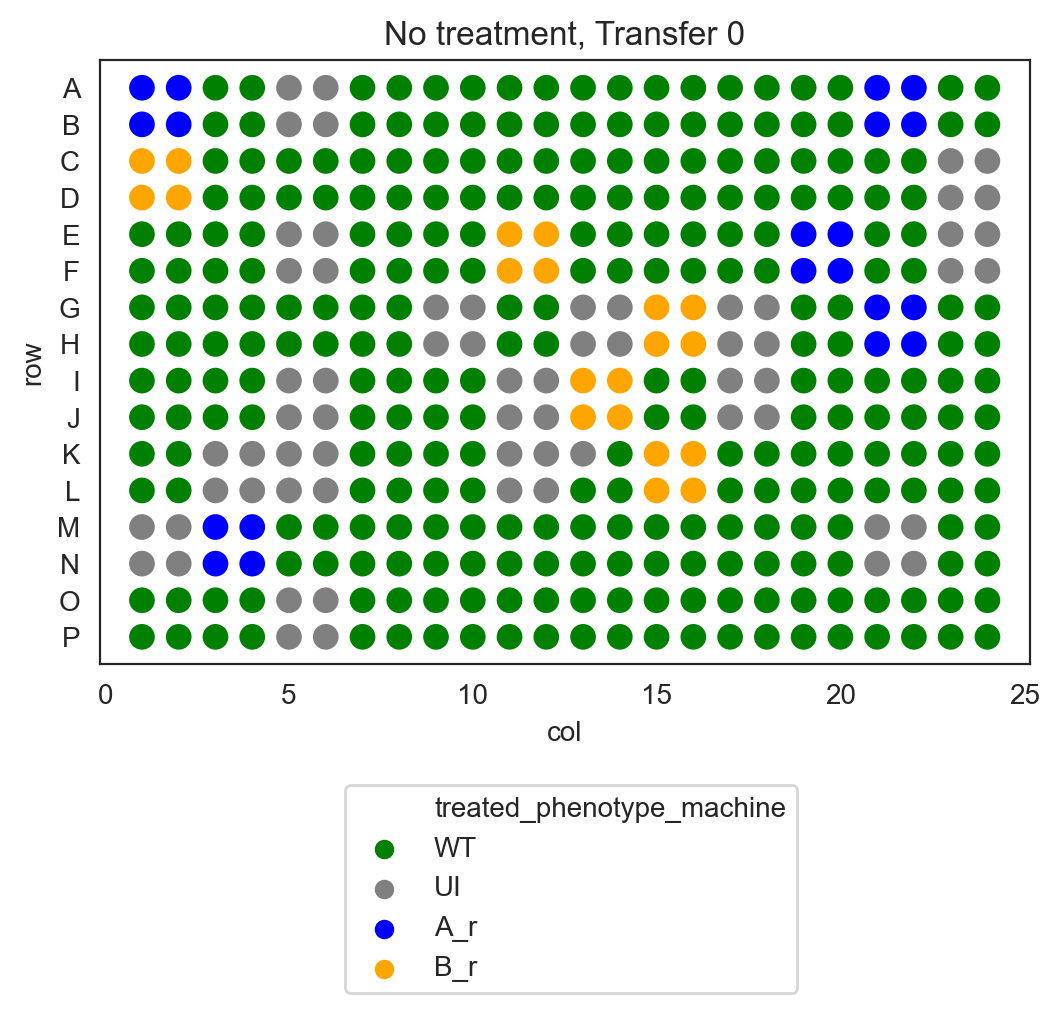 No treatment, Transfer 0
A
B
C
D
E
F
G
H
I
J
K
L
M
N
O
P
row
0 5 10 15 20 25
col
treated_phenotype_machine
WT
UI
A_r
B_r